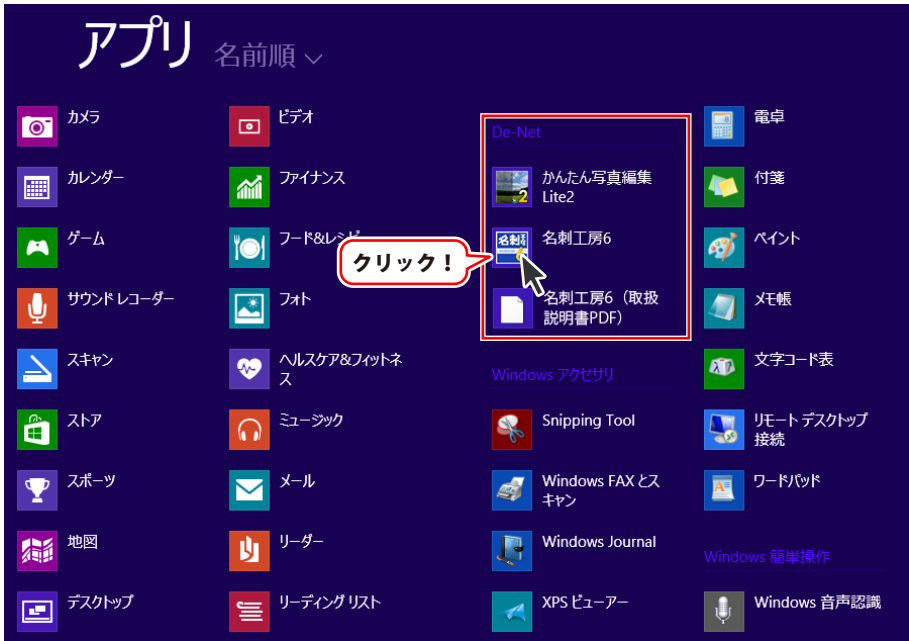 アプリ 名前順
カメラ
カレンダー
ゲーム
サウンド レコーダー
スキャン
ストア
スポーツ
地図
デスクトップ
ビデオ
ファイナンス
フード&レシピ
フォト
ヘルスケア&フィットネ
ス
ミュージック
メール
リーダー
リーディング リスト
De-Net
かんたん写真編集
Lite2
名刺工房6
クリック！
名刺工房6（取扱
説明書PDF）
Windows アクセサリ
Snipping Tool
Windows FAX とス
キャン
Windows Journal
XPS ビューアー
電卓
付箋
ペイント
メモ帳
文字コード表
リモート デスクトップ
接続
ワードパッド
Windows 簡単操作
Windows 音声認識